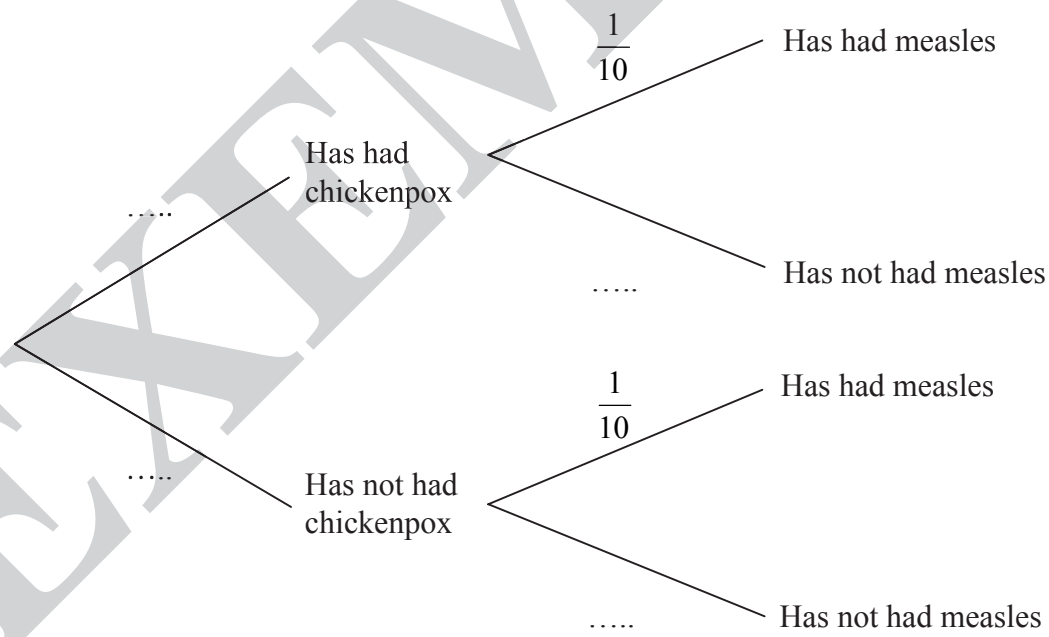 1
10
Has had measles
Has had
chickenpox
.....
Has not had measles
.....
1
10
Has had measles
.....
Has not had
chickenpox
Has not had measles
.....
EXEM